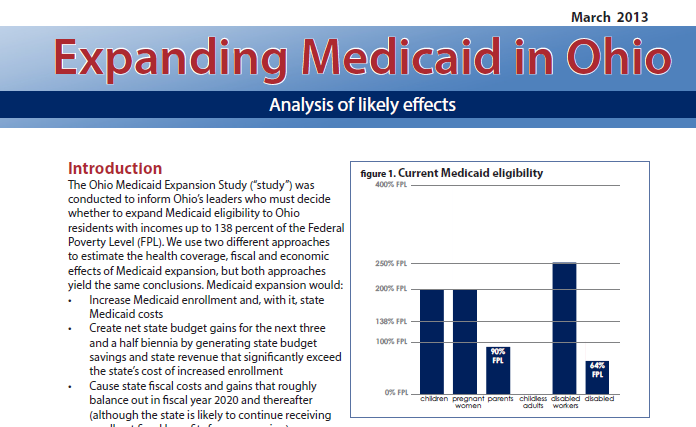 March 2013
Expanding Medicaid in Ohio
Analysis of likely effects
Introduction
The Ohio Medicaid Expansion Study (“study”) was
conducted to inform Ohio’s leaders who must decide
whether to expand Medicaid eligibility to Ohio
residents with incomes up to 138 percent of the Federal
Poverty Level (FPL). We use two different approaches
to estimate the health coverage, fiscal and economic
effects of Medicaid expansion, but both approaches
yield the same conclusions. Medicaid expansion would:
• Increase Medicaid enrollment and, with it, state
Medicaid costs
• Create net state budget gains for the next three
and a half biennia by generating state budget
savings and state revenue that significantly exceed
the state’s cost of increased enrollment
• Cause state fiscal costs and gains that roughly
balance out in fiscal year 2020 and thereafter
(although the state is likely to continue receiving
figure 1. Current Medicaid eligibility
400% FPL
250% FPL
200% FPL
138% FPL
100% FPL
90%
FPL
64%
FPL
0% FPL
children pregnant parents childless disabled disabled
women adults workers